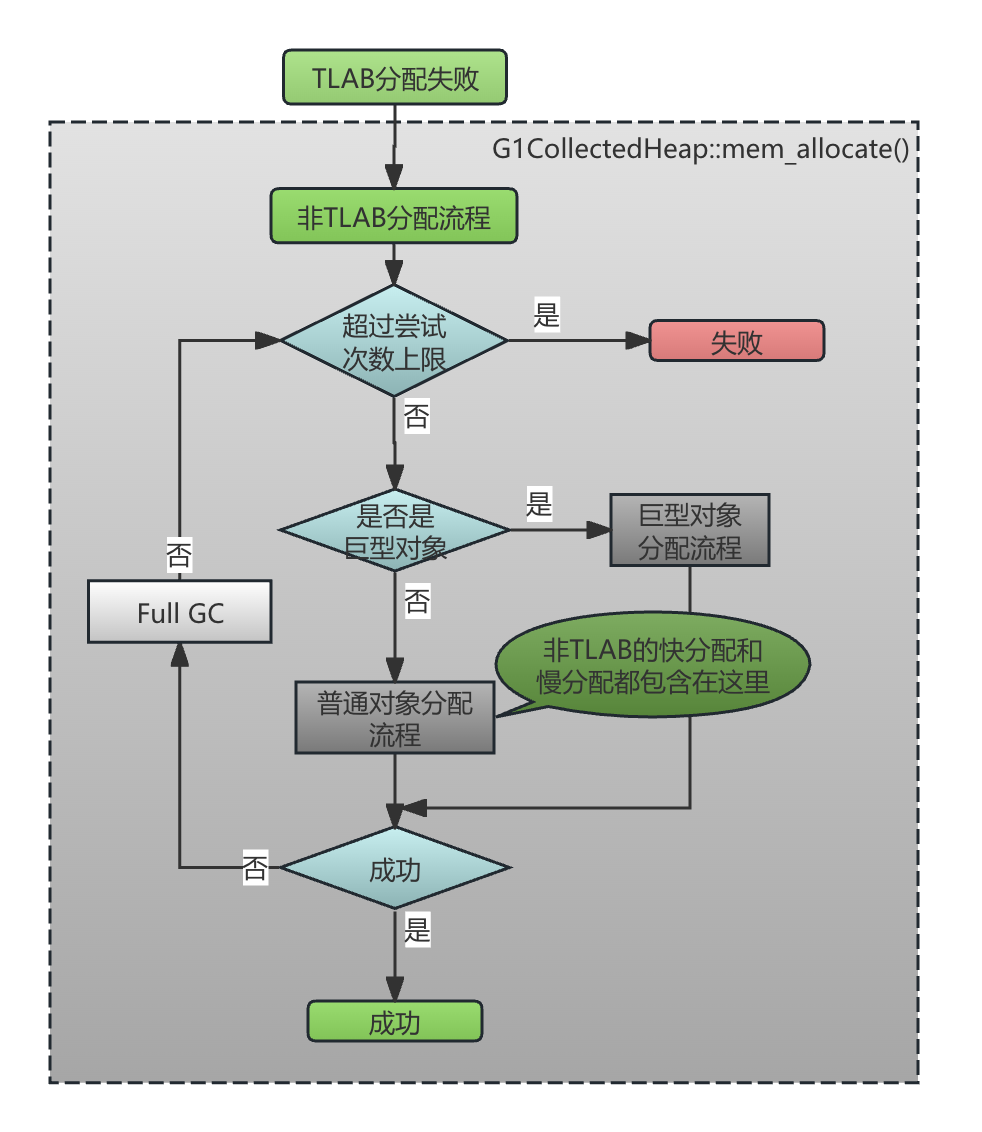 TLAB分配失败
G1CollectedHeap::mem_allocate()
非TLAB分配流程
超过尝试
次数上限
是
失败
否
是否是
巨型对象
是
巨型对象
分配流程
否
Full GC
否
非TLAB的快分配和
慢分配都包含在这里
普通对象分配
流程
成功
否
是
成功